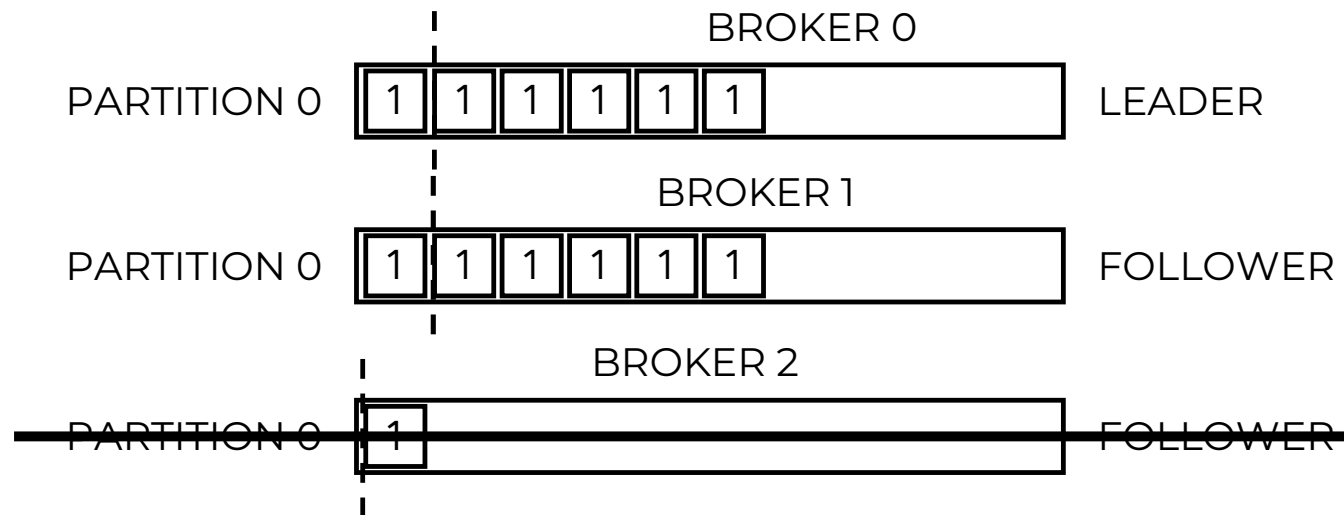 BROKER 0
PARTITION 0 1 1 1 1 1 1 LEADER
BROKER 1
PARTITION 0 1 1 1 1 1 1 FOLLOWER
BROKER 2
PARTITION 0 1 FOLLOWER